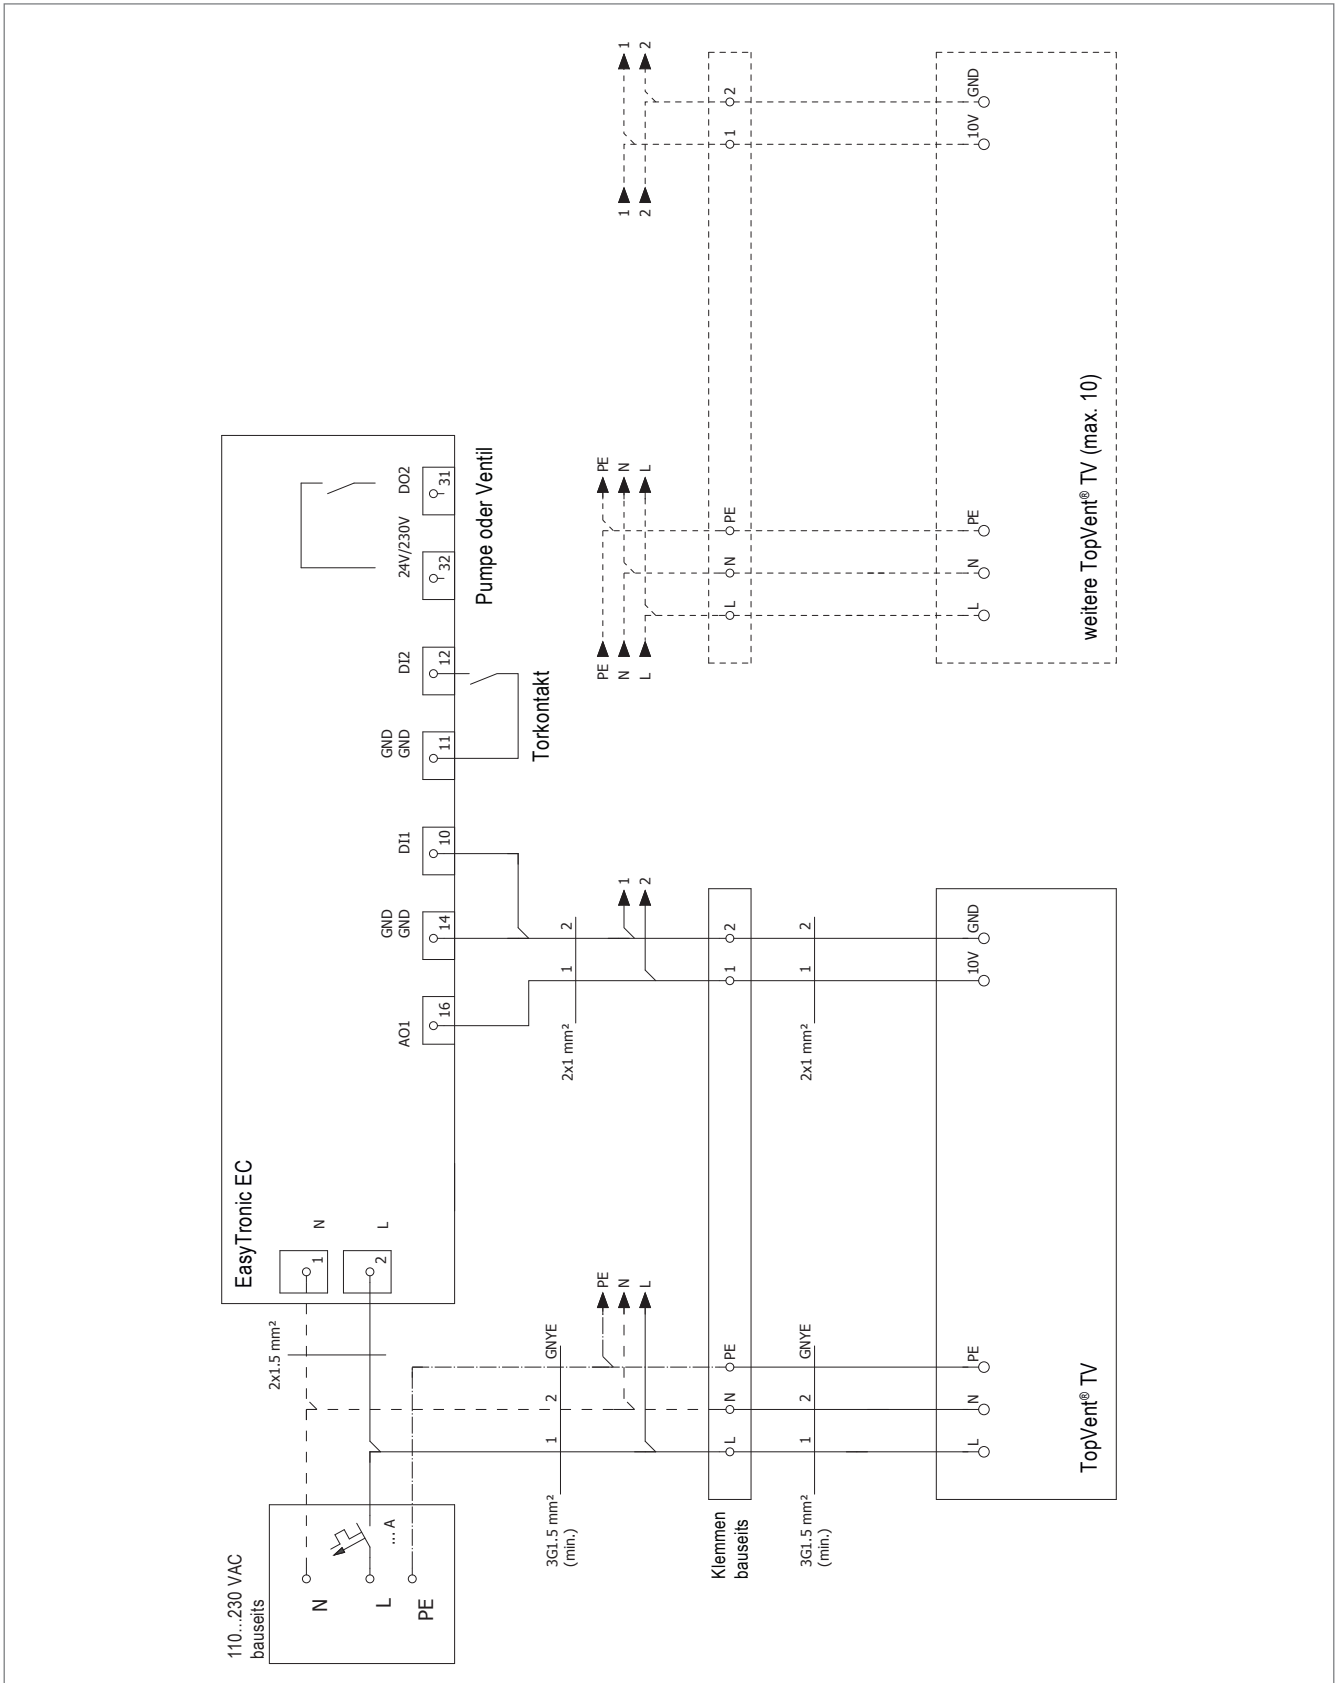 110...230 VAC
bauseits
N
L
PE
... A
2x1.5 mm²
EasyTronic EC
1
N
2
L
AO1
16
GND
GND
14
DI1
10
GND
GND
11
DI2
12
24V/230V
32
DO2
31
Torkontakt
Pumpe oder Ventil
3G1.5 mm²
(min.)
1
2
GNYE
PE
N
L
2x1 mm²
1
2
1
2
Klemmen
bauseits
L
N
PE
1
2
3G1.5 mm²
(min.)
1
2
GNYE
2x1 mm²
1
2
L
N
PE
10V
GND
TopVent® TV
PE
N
L
PE
N
L
1
2
1
2
L
N
PE
1
2
L
N
PE
10V
GND
weitere TopVent® TV (max. 10)